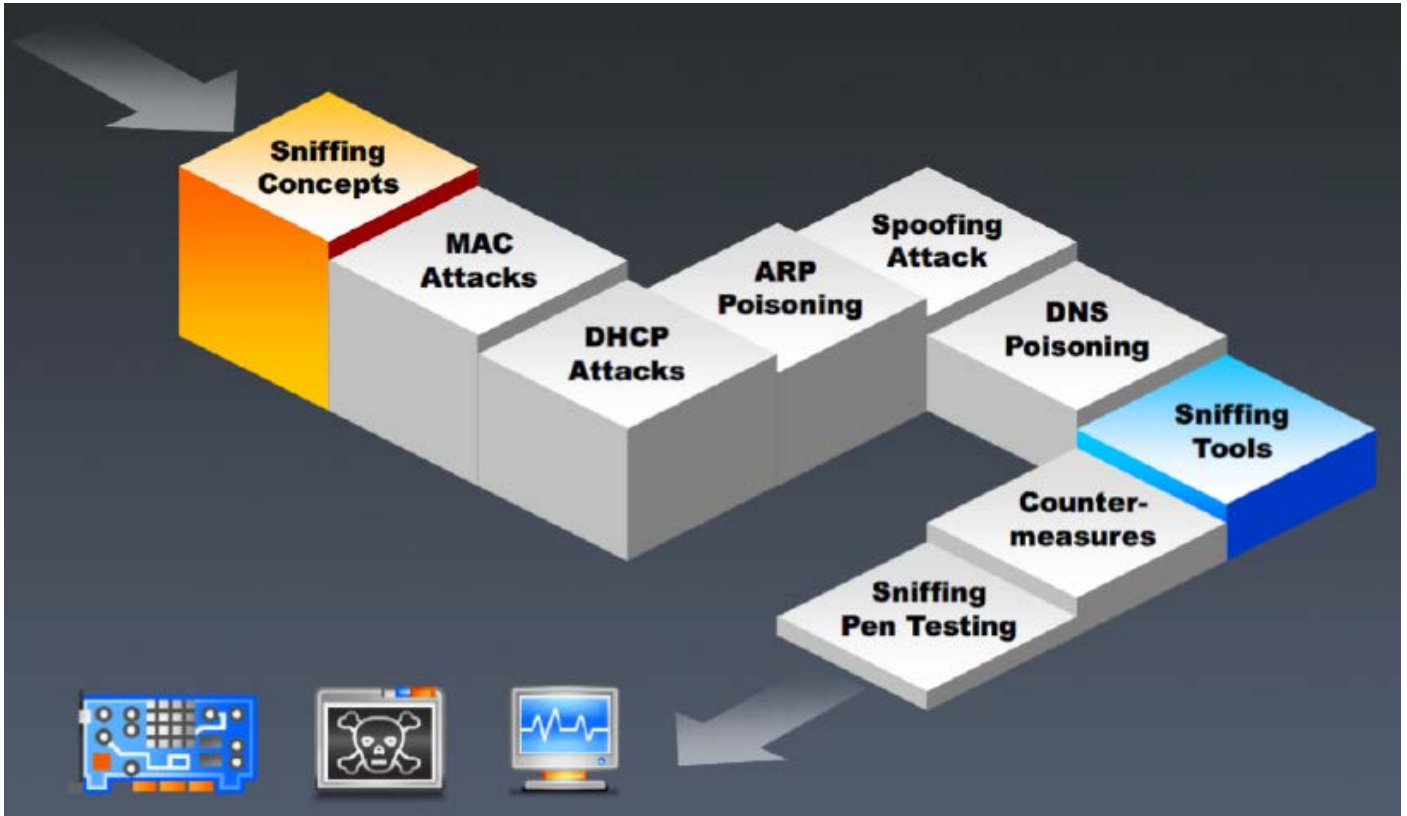 Sniffing
Concepts
MAC
Attacks
DHCP
Attacks
ARP
Poisoning
Spoofing
Attack
DNS
Poisoning
Sniffing
Tools
Counter-
measures
Sniffing
Pen Testing